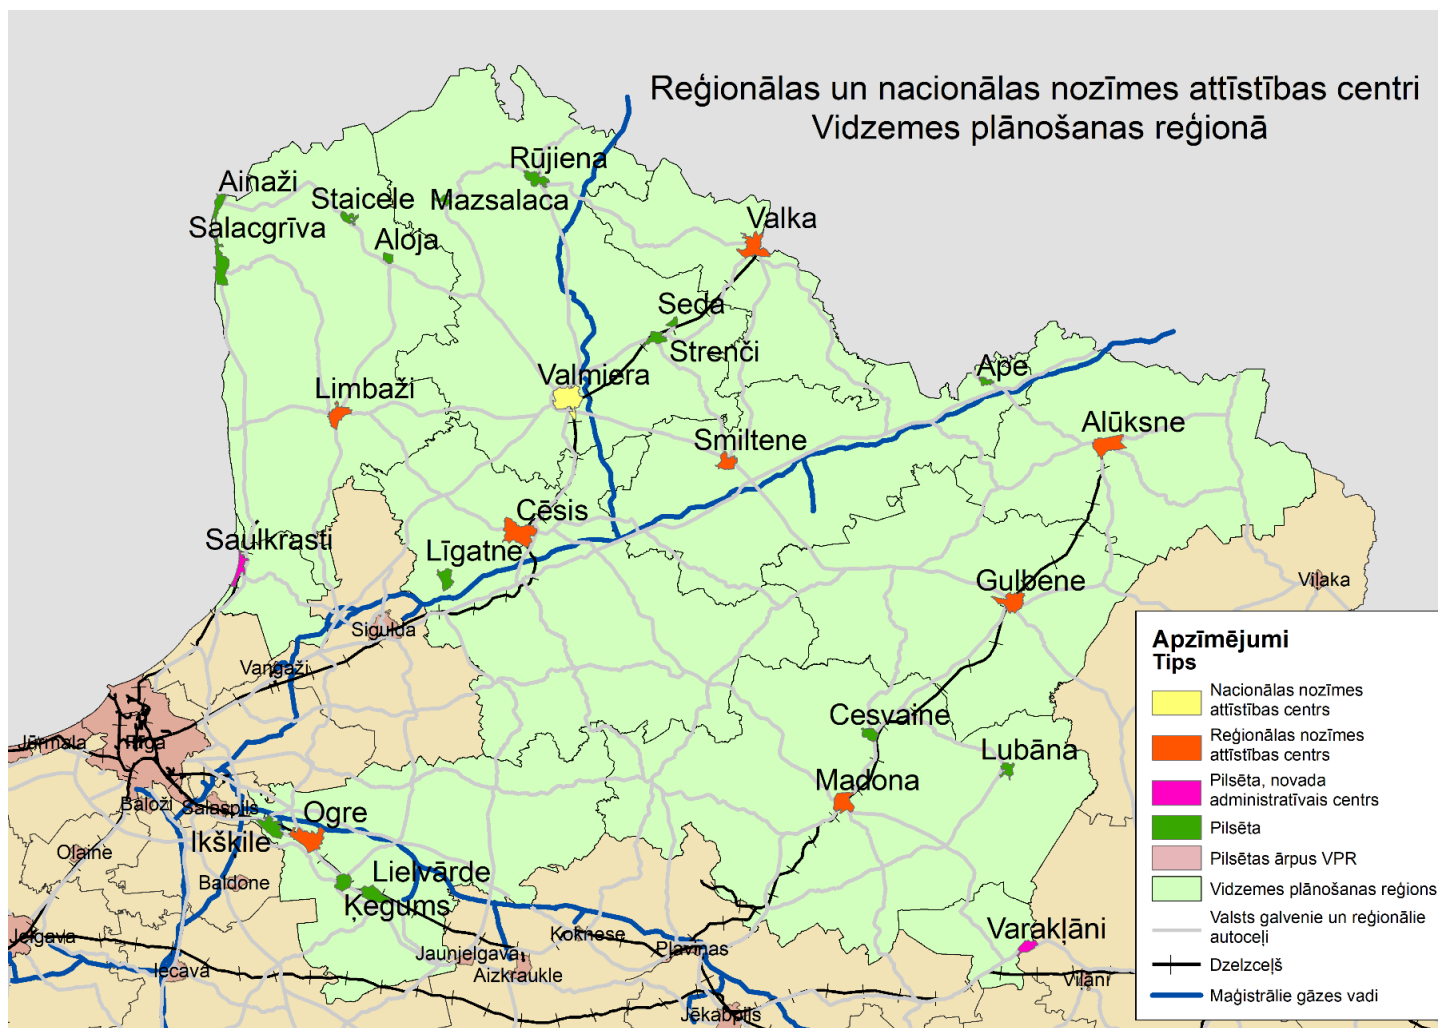 Reģionālas un nacionālas nozīmes attīstības centri
Vidzemes plānošanas reģionā
Rūjiena
Ainaži
Staicele
Mazsalaca
Salacgrīva
Aloja
Valka
Seda
Strenči
Valmiera
Ape
Limbaži
Alūksne
Smiltene
Cēsis
Saulkrasti
Līgatne
Gulbene
Vilaka
Sigulda
Vangaži
Cesvaine
Jūrmala
Rīga
Lubāna
Madona
Baloži
Salaspils
Ogre
Ikšķile
Olaine
Baldone
Lielvārde
Ķegums
Jelgava
Koknese
Varakļāni
Jaunjelgava
Pļaviņas
Iecava
Aizkraukle
Viļāni
Jēkabpils
Apzīmējumi
Tips
Nacionālas nozīmes
attīstības centrs
Reģionālas nozīmes
attīstības centrs
Pilsēta, novada
administratīvais centrs
Pilsēta
Pilsētas ārpus VPR
Vidzemes plānošanas reģions
Valsts galvenie un reģionālie
autoceļi
Dzelzceļš
Maģistrālie gāzes vadi